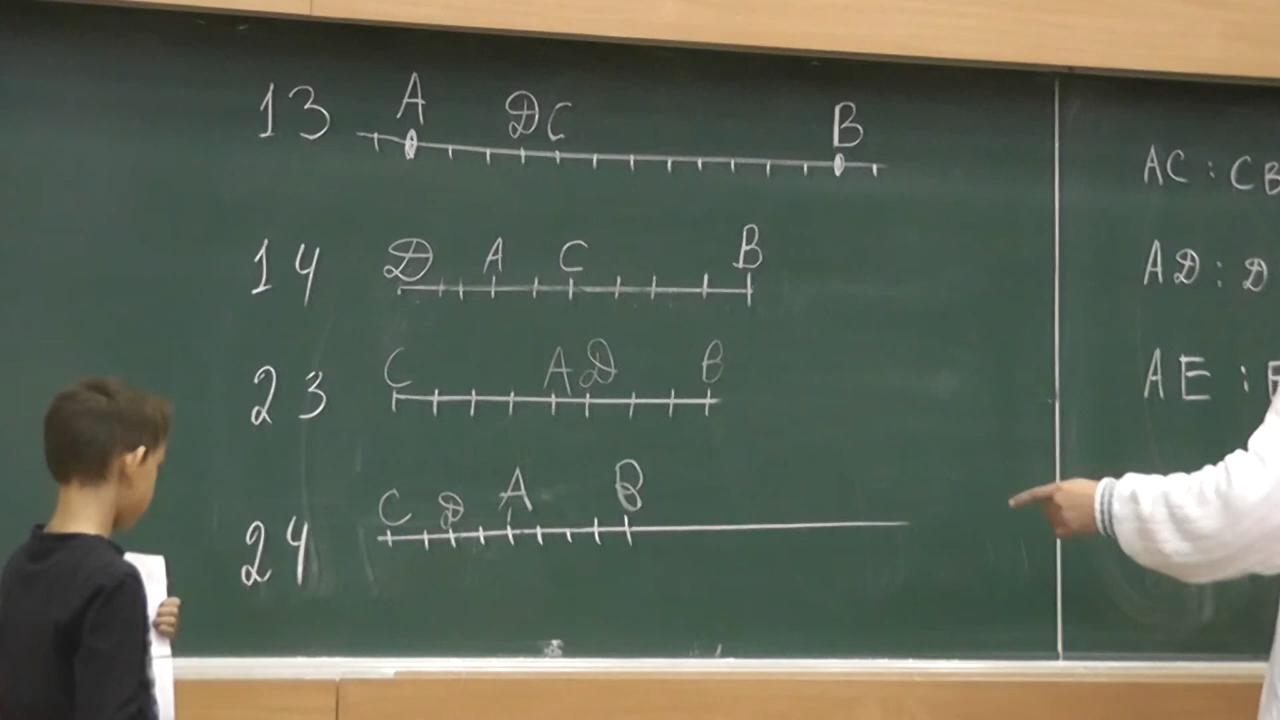 13 A D C B
14 D A C B
23 C A D B
24 C D A B
AC : CB
AD : D
AE :